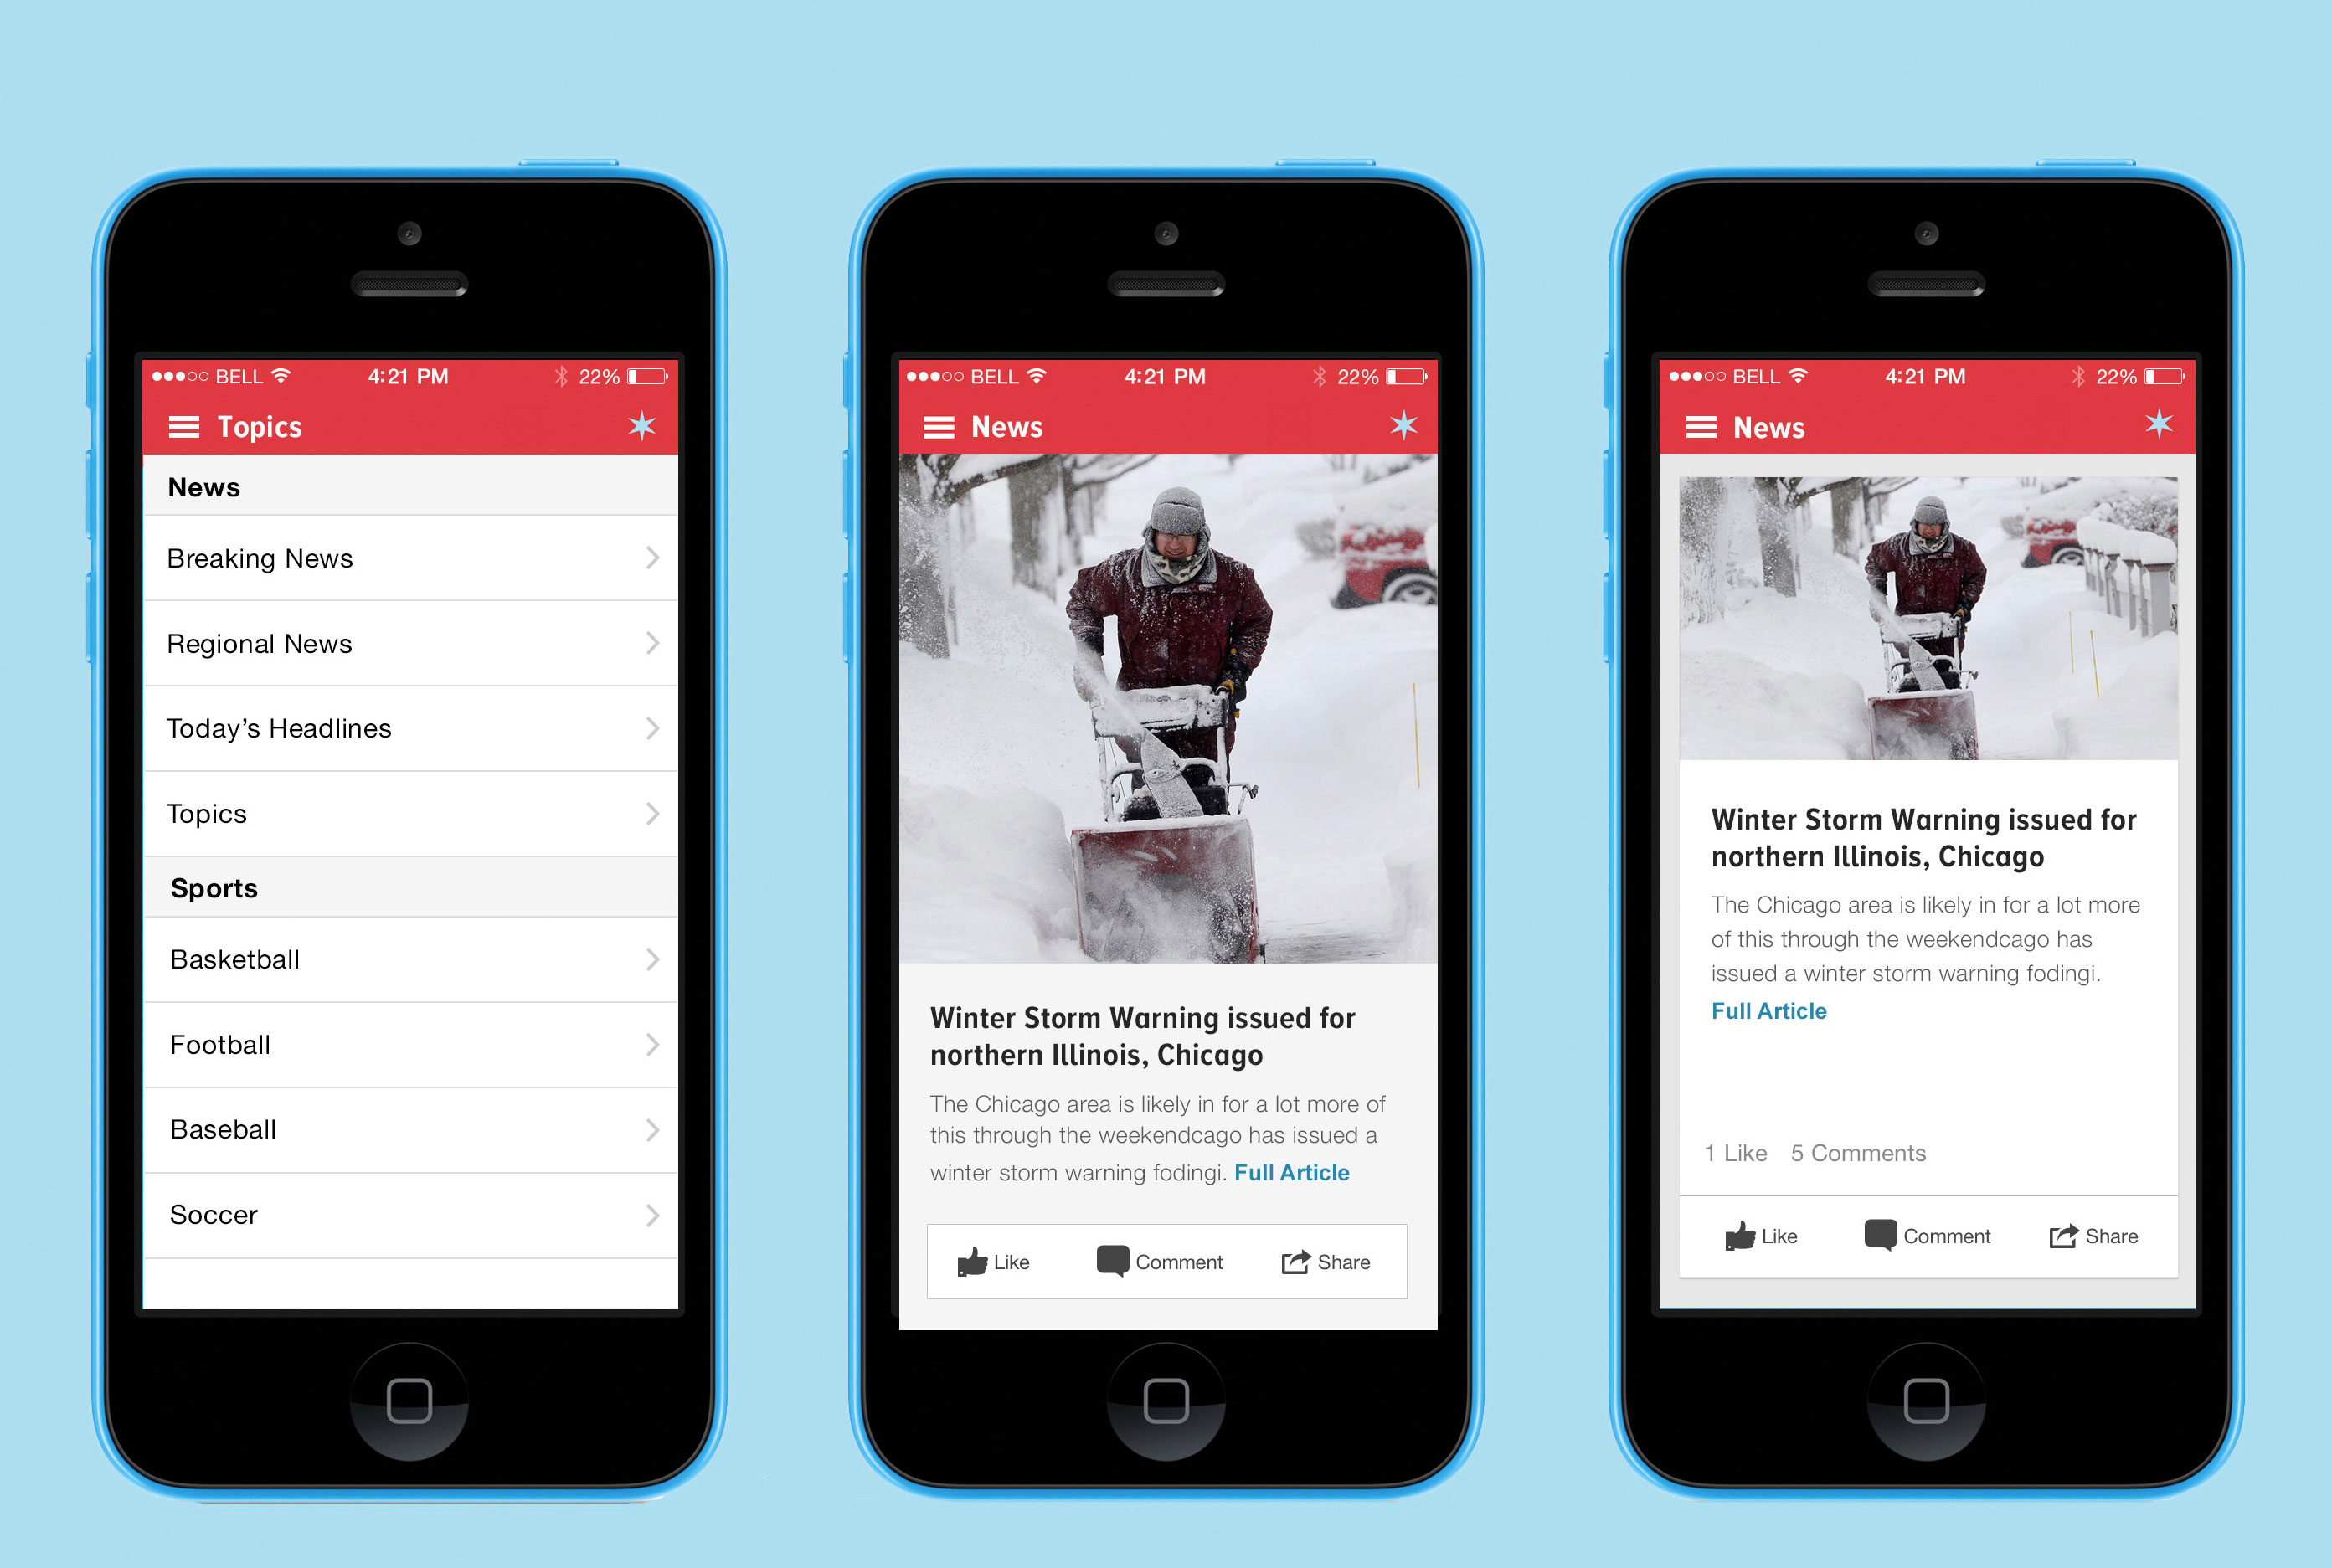 BELL 4:21 PM 22%
Topics
News
Breaking News
Regional News
Today’s Headlines
Topics
Sports
Basketball
Football
Baseball
Soccer
BELL 4:21 PM 22%
News
Winter Storm Warning issued for
northern Illinois, Chicago
The Chicago area is likely in for a lot more of
this through the weekendcago has issued a
winter storm warning fodingi. Full Article
Like Comment Share
BELL 4:21 PM 22%
News
Winter Storm Warning issued for
northern Illinois, Chicago
The Chicago area is likely in for a lot more
of this through the weekendcago has
issued a winter storm warning fodingi.
Full Article
1 Like 5 Comments
Like Comment Share